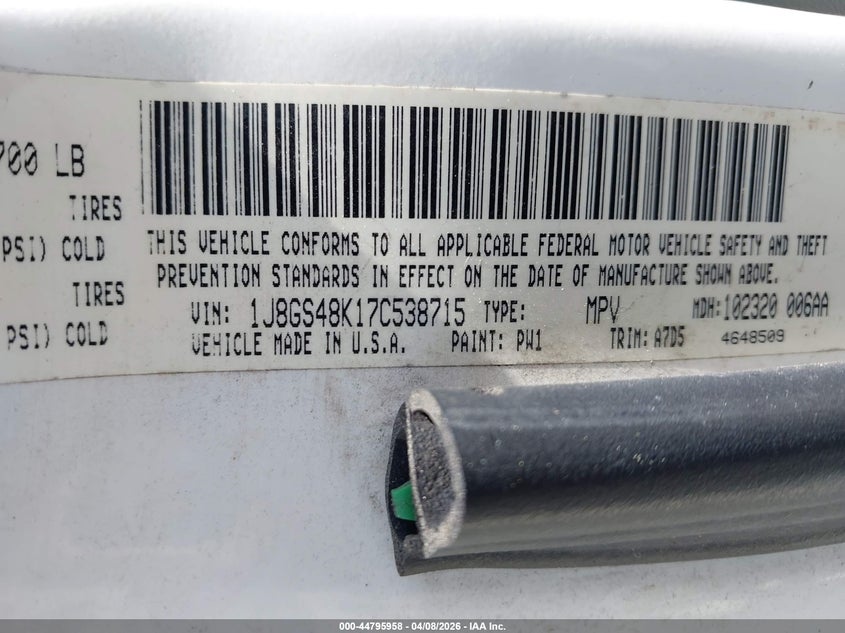 700 LB
TIRES
PSI) COLD
TIRES
PSI) COLD
THIS VEHICLE CONFORMS TO ALL APPLICABLE FEDERAL MOTOR VEHICLE SAFETY AND THEFT
PREVENTION STANDARDS IN EFFECT ON THE DATE OF MANUFACTURE SHOWN ABOVE.
VIN: 1J8GS48K17C538715 TYPE: MPV MDH:102320 006AA
VEHICLE MADE IN U.S.A. PAINT: PW1 TRIM: A7D5 4648509
000-44795958 - 04/08/2026 - IAA Inc.